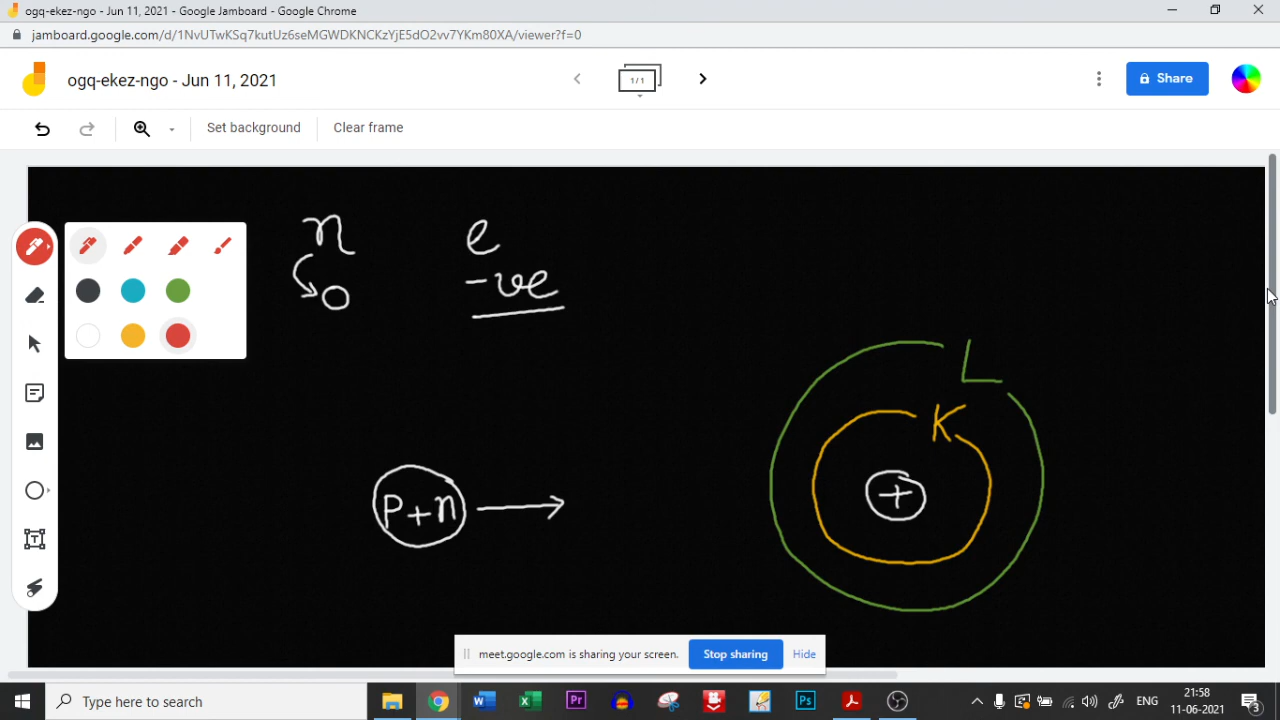 ogq-ekez-ngo - Jun 11, 2021 - Google Jamboard - Google Chrome
jamboard.google.com/d/1NvUTwKSq7kutUz6seMGWDKNCKzYjE5dO2vv7YKm80XA/viewer?f=0
ogq-ekez-ngo - Jun 11, 2021
1/1
Share
Set background
Clear frame
n e
0 -ve
L
K
P+n
+
meet.google.com is sharing your screen.
Stop sharing
Hide
Type here to search
ENG
21:58
11-06-2021
3